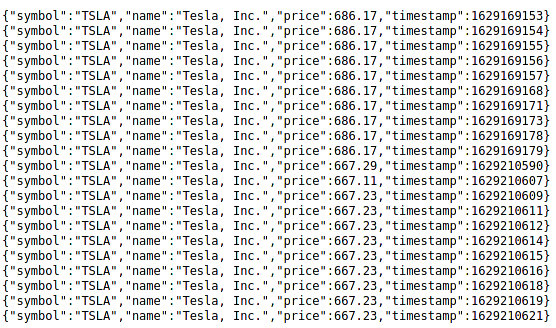 {"symbol":"TSLA","name":"Tesla, Inc.","price":686.17,"timestamp":1629169153}
{"symbol":"TSLA","name":"Tesla, Inc.","price":686.17,"timestamp":1629169154}
{"symbol":"TSLA","name":"Tesla, Inc.","price":686.17,"timestamp":1629169155}
{"symbol":"TSLA","name":"Tesla, Inc.","price":686.17,"timestamp":1629169156}
{"symbol":"TSLA","name":"Tesla, Inc.","price":686.17,"timestamp":1629169157}
{"symbol":"TSLA","name":"Tesla, Inc.","price":686.17,"timestamp":1629169168}
{"symbol":"TSLA","name":"Tesla, Inc.","price":686.17,"timestamp":1629169171}
{"symbol":"TSLA","name":"Tesla, Inc.","price":686.17,"timestamp":1629169173}
{"symbol":"TSLA","name":"Tesla, Inc.","price":686.17,"timestamp":1629169178}
{"symbol":"TSLA","name":"Tesla, Inc.","price":686.17,"timestamp":1629169179}
{"symbol":"TSLA","name":"Tesla, Inc.","price":667.29,"timestamp":1629210590}
{"symbol":"TSLA","name":"Tesla, Inc.","price":667.11,"timestamp":1629210607}
{"symbol":"TSLA","name":"Tesla, Inc.","price":667.23,"timestamp":1629210609}
{"symbol":"TSLA","name":"Tesla, Inc.","price":667.23,"timestamp":1629210611}
{"symbol":"TSLA","name":"Tesla, Inc.","price":667.23,"timestamp":1629210612}
{"symbol":"TSLA","name":"Tesla, Inc.","price":667.23,"timestamp":1629210614}
{"symbol":"TSLA","name":"Tesla, Inc.","price":667.23,"timestamp":1629210615}
{"symbol":"TSLA","name":"Tesla, Inc.","price":667.23,"timestamp":1629210616}
{"symbol":"TSLA","name":"Tesla, Inc.","price":667.23,"timestamp":1629210618}
{"symbol":"TSLA","name":"Tesla, Inc.","price":667.23,"timestamp":1629210619}
{"symbol":"TSLA","name":"Tesla, Inc.","price":667.23,"timestamp":1629210621}